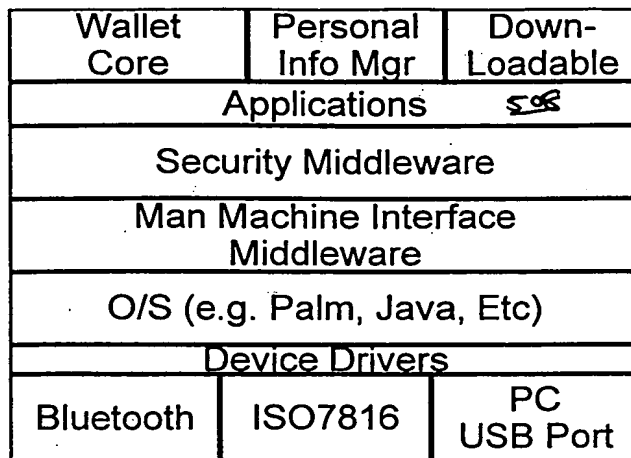 Wallet Core
Personal Info Mgr
Down-Loadable
Applications 508
Security Middleware
Man Machine Interface
Middleware
O/S (e.g. Palm, Java, Etc)
Device Drivers
Bluetooth
ISO7816
PC USB Port